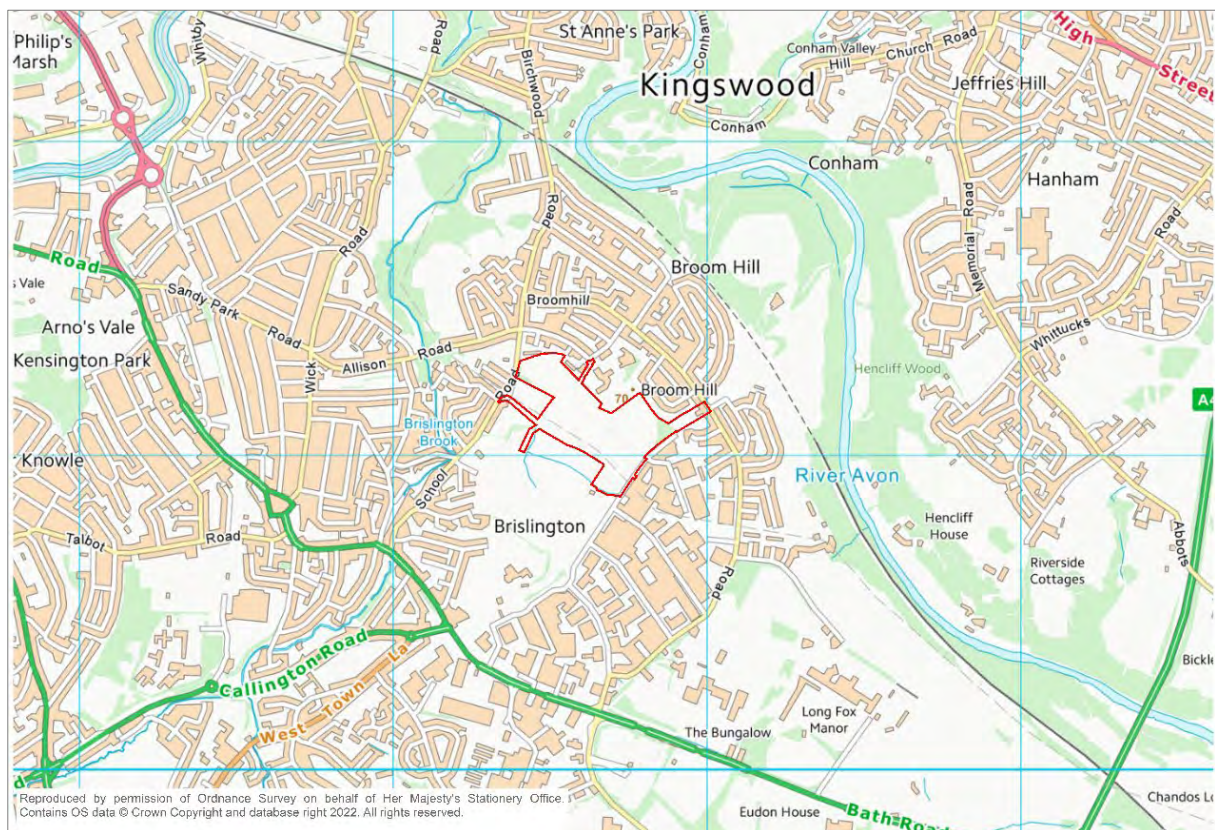 Philip's
Marsh
Whitby
Road
Birchwood
Road
St Anne's Park
Conham
Conham Valley
Hill
Church Road
High
Street
Kingswood
Jeffries Hill
Conham
Conham
Hanham
Memorial Road
Road
Whittucks
Road
Vale
Sandy Park
Road
Arno's Vale
Kensington Park
Wick
Road
Allison Road
Broomhill
Broom Hill
Road
70
Broom Hill
Hencliff Wood
A4
Brislington
Brook
School
Knowle
River Avon
Brislington
Hencliff
House
Abbots
Talbot Road
Riverside
Cottages
Road
Callington Road
West Town La
Long Fox
Manor
The Bungalow
Bath Road
Eudon House
Chandos
Reproduced by permission of Ordnance Survey on behalf of Her Majesty's Stationery Office.
Contains OS data © Crown Copyright and database right 2022. All rights reserved.